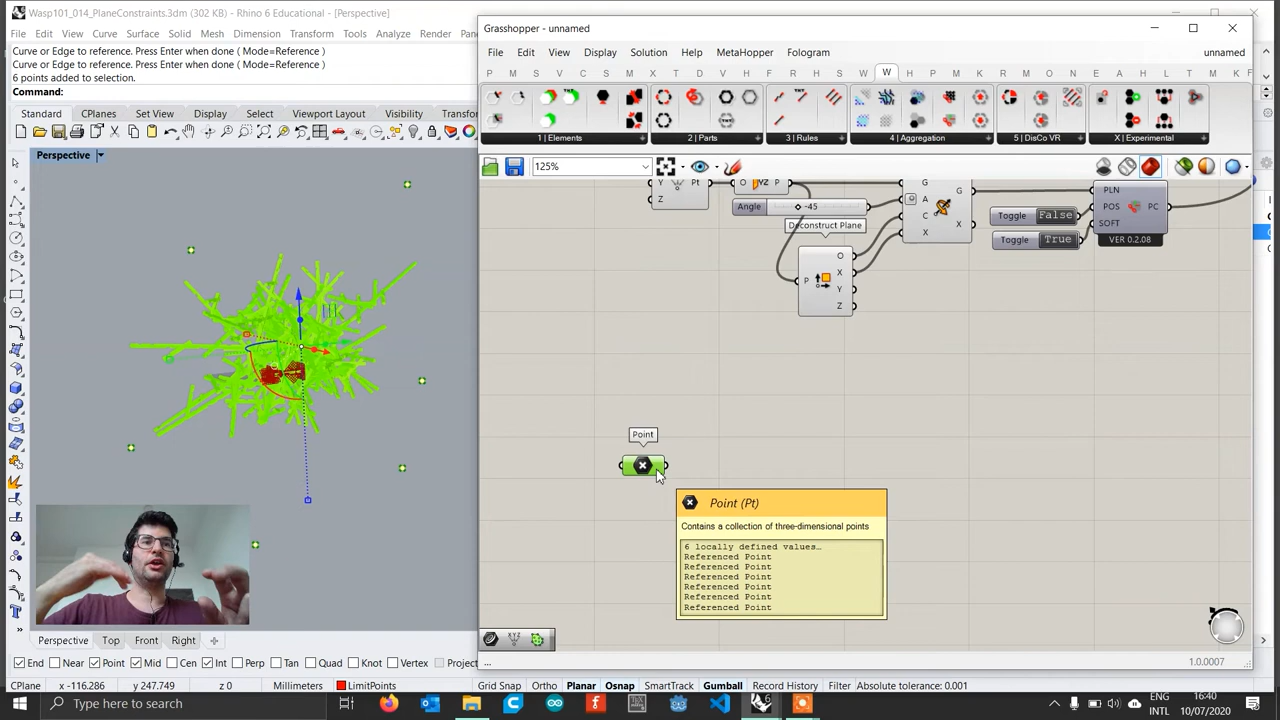 Wasp101_014_PlaneConstraints.3dm (302 KB) - Rhino 6 Educational - [Perspective]
File Edit View Curve Surface Solid Mesh Dimension Transform Tools Analyze Render Pan
Curve or Edge to reference. Press Enter when done ( Mode=Reference )
Curve or Edge to reference. Press Enter when done ( Mode=Reference )
6 points added to selection.
Command:
Standard CPlanes Set View Display Select Viewport Layout Visibility Transfor
Perspective
Grasshopper - unnamed
File Edit View Display Solution Help MetaHopper Fologram unnamed
P M S V C S M X T D V H A K S W W H P M K S N E A C H L T M K F
1 | Elements 2 | Parts 3 | Rules 4 | Aggregation 5 | DisCo VR X | Experimental
125%
Y Z Pt O YZ P
Angle -45
Deconstruct Plane
P O X Y Z
G A C X G X
Toggle False
Toggle True
PLN POS SOFT PC
VER 0.2.08
Point
Point (Pt)
Contains a collection of three-dimensional points
6 locally defined values…
Referenced Point
Referenced Point
Referenced Point
Referenced Point
Referenced Point
Referenced Point
XYZ
... 1.0.0007
Perspective Top Front Right
End Near Point Mid Cen Int Perp Tan Quad Knot Vertex Project
CPlane x -116.286 y 247.749 z 0 Millimeters LimitPoints Grid Snap Ortho Planar Osnap SmartTrack Gumball Record History Filter Absolute tolerance: 0.001
Type here to search
ENG
INTL
16:40
10/07/2020